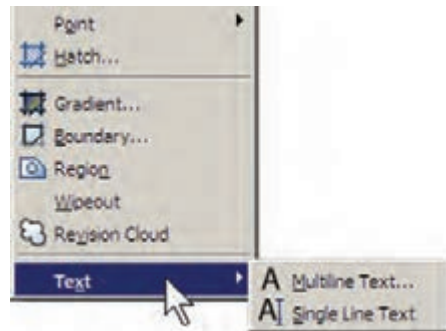 Point
Hatch...
Gradient...
Boundary...
Region
Wipeout
Revision Cloud
Text
A Multiline Text...
A Single Line Text